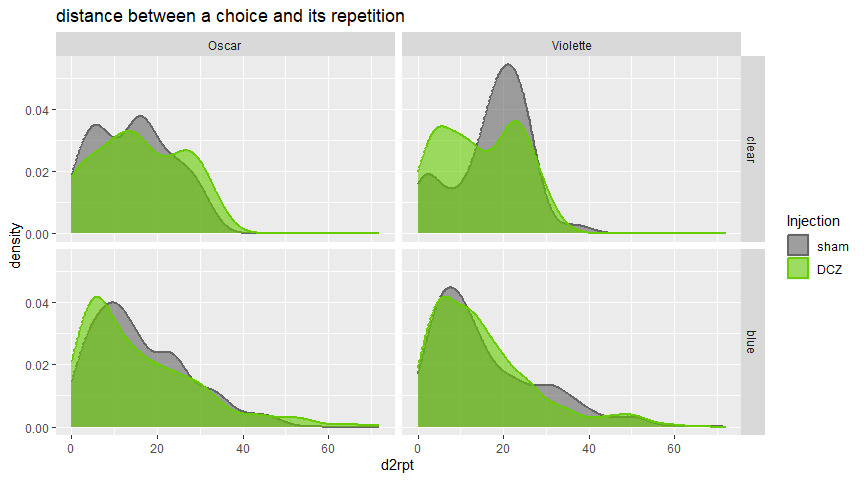 distance between a choice and its repetition
Oscar
Violette
0.04
0.02
0.00
clear
0.04
0.02
0.00
blue
density
0
20
40
60
0
20
40
60
d2rpt
Injection
sham
DCZ